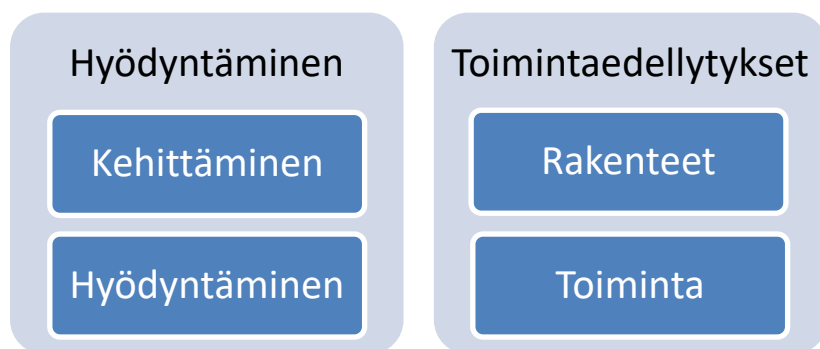 Hyödyntäminen
Kehittäminen
Hyödyntäminen
Toimintaedellytykset
Rakenteet
Toiminta